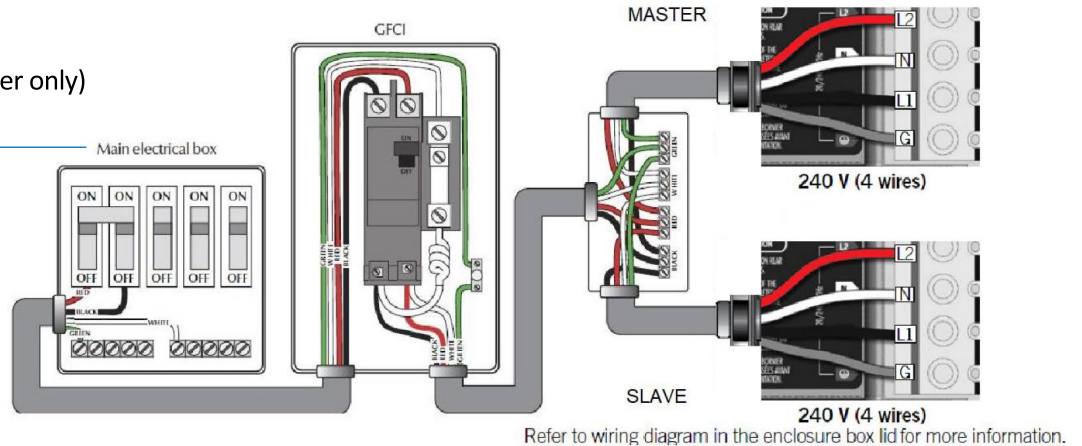 er only)
Main electrical box
ON
ON
ON
ON
ON
OFF
OFF
OFF
OFF
OFF
RED
BLACK
WHITE
GREEN
GFCI
ON
OFF
GREEN
WHITE
RED
BLACK
BLACK
RED
WHITE
GREEN
GREEN
WHITE
RED
BLACK
MASTER
L2
N
L1
G
240 V (4 wires)
SLAVE
L2
N
L1
G
240 V (4 wires)
Refer to wiring diagram in the enclosure box lid for more information.